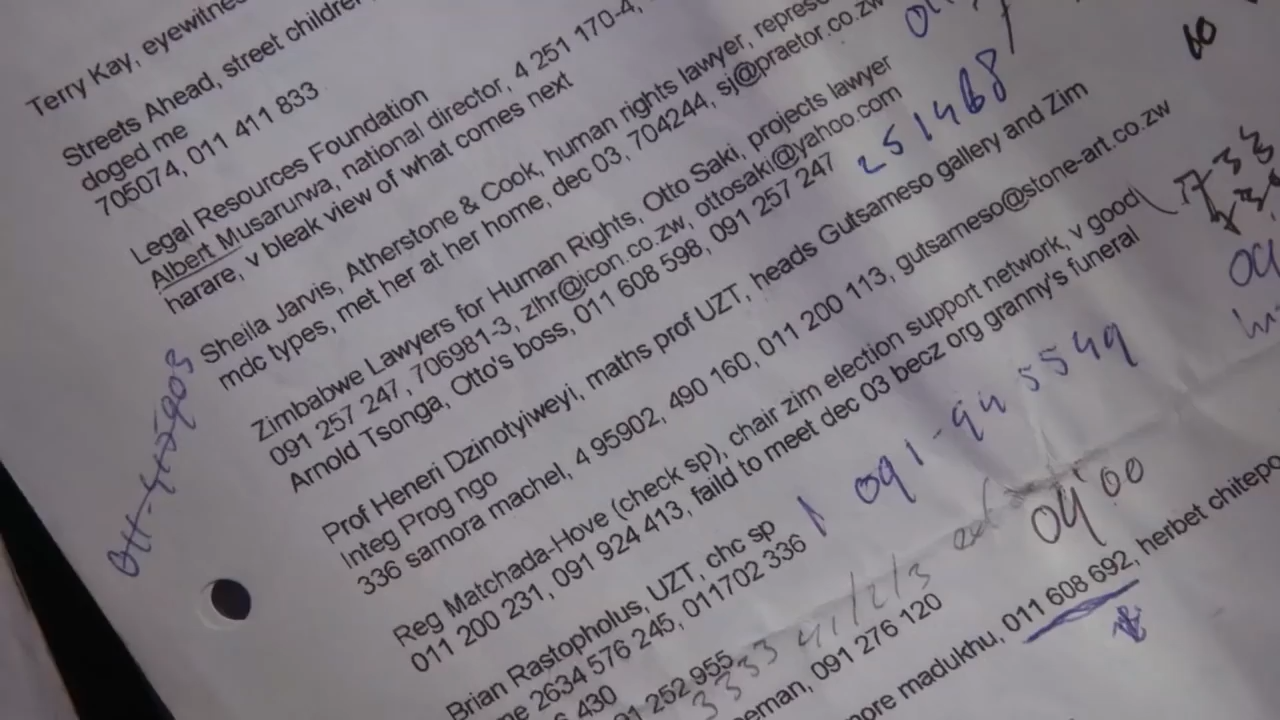 Terry Kay,
Streets Ahead, street children
doged me
705074, 011 411 833
Legal Resources Foundation
Albert Musarurwa, national director, 4 251 170-4,
harare, v bleak view of what comes next
Sheila Jarvis, Atherstone & Cook, human rights lawyer,
mdc types, met her at her home, dec 03, 704244, sj@praetor.co.zw
Zimbabwe Lawyers for Human Rights, Otto Saki, projects lawyer
091 257 247, 706981-3, zlhr@icon.co.zw, ottosaki@yahoo.com
Arnold Tsonga, Otto's boss, 011 608 598, 091 257 247
251468
Prof Heneri Dzinotyiweyi, maths prof UZT, heads Gutsameso gallery and Zim
Integ Prog ngo
336 samora machel, 4 95902, 490 160, 011 200 113, gutsameso@stone-art.co.zw
Reg Matchada-Hove (check sp), chair zim election support network, v good
011 200 231, 091 924 413, faild to meet dec 03 becz org granny's funeral
Brian Rastopholus, UZT, chc sp
2634 576 245, 011702 336
430
252 955
091 276 120
madukhu, 011 608 692, herbet